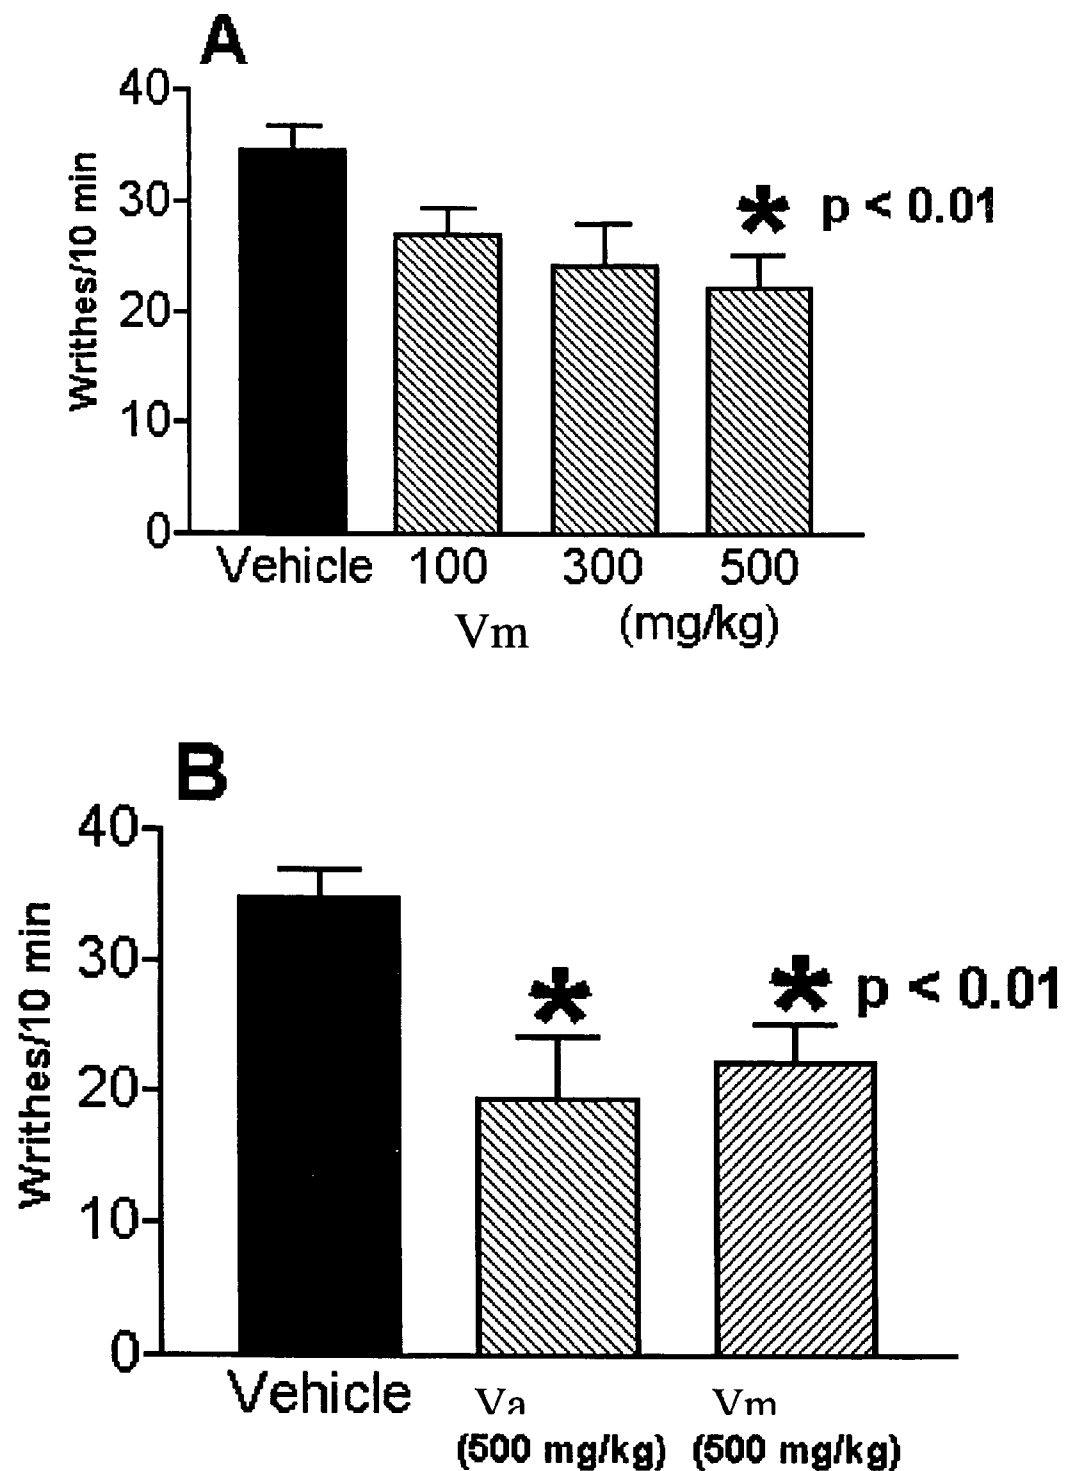 A
40
30
20
10
0
Writhes/10 min
* p < 0.01
Vehicle 100 300 500
Vm (mg/kg)
B
40
30
20
10
0
Writhes/10 min
* * p < 0.01
Vehicle Va Vm
(500 mg/kg) (500 mg/kg)